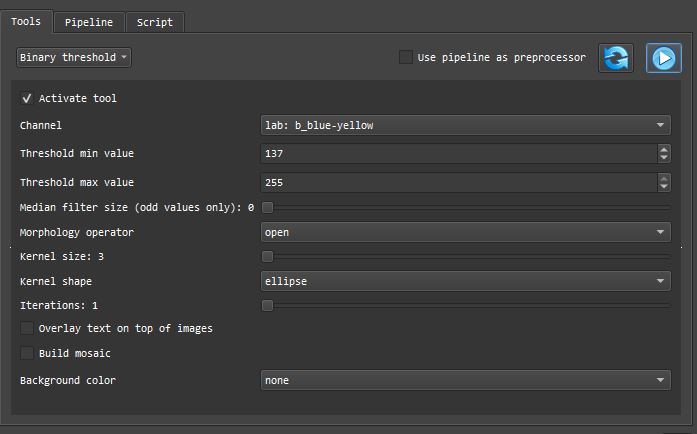 Tools Pipeline Script
Binary threshold Use pipeline as preprocessor
Activate tool
Channel lab: b_blue-yellow
Threshold min value 137
Threshold max value 255
Median filter size (odd values only): 0
Morphology operator open
Kernel size: 3
Kernel shape ellipse
Iterations: 1
Overlay text on top of images
Build mosaic
Background color none